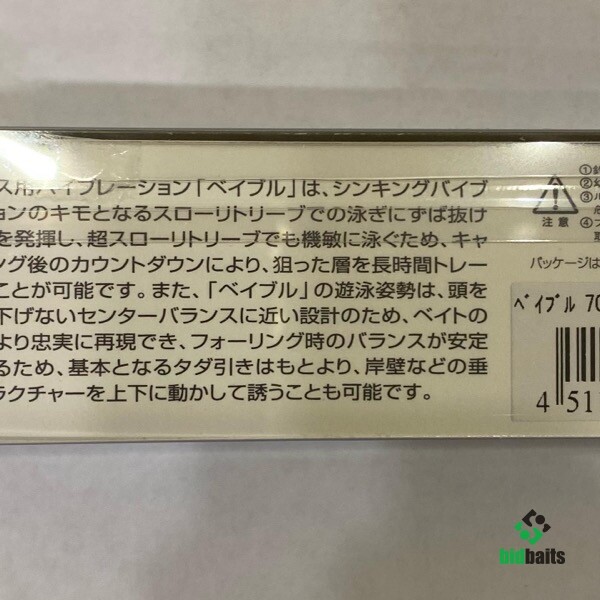 ス用バイブレーション「ベイブル」は、シンキングバイブ
ョンのキモとなるスローリトリーブでの泳ぎにずば抜け
を発揮し、超スローリトリーブでも機敏に泳ぐため、キャ
ング後のカウントダウンにより、狙った層を長時間トレー
ことが可能です。また、「ベイブル」の遊泳姿勢は、頭を
下げないセンターバランスに近い設計のため、ベイトの
より忠実に再現でき、フォーリング時のバランスが安定
るため、基本となるタダ引きはもとより、岸壁などの垂
ラクチャーを上下に動かして誘うことも可能です。
注意
①
②
③
④
パッケージは
ベイブル 70
4 511
bidbaits